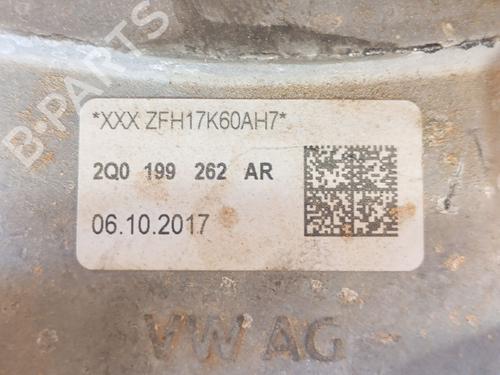 B-PARTS
*XXX ZFH17K60AH7*
2Q0 199 262 AR
06.10.2017
VW AG